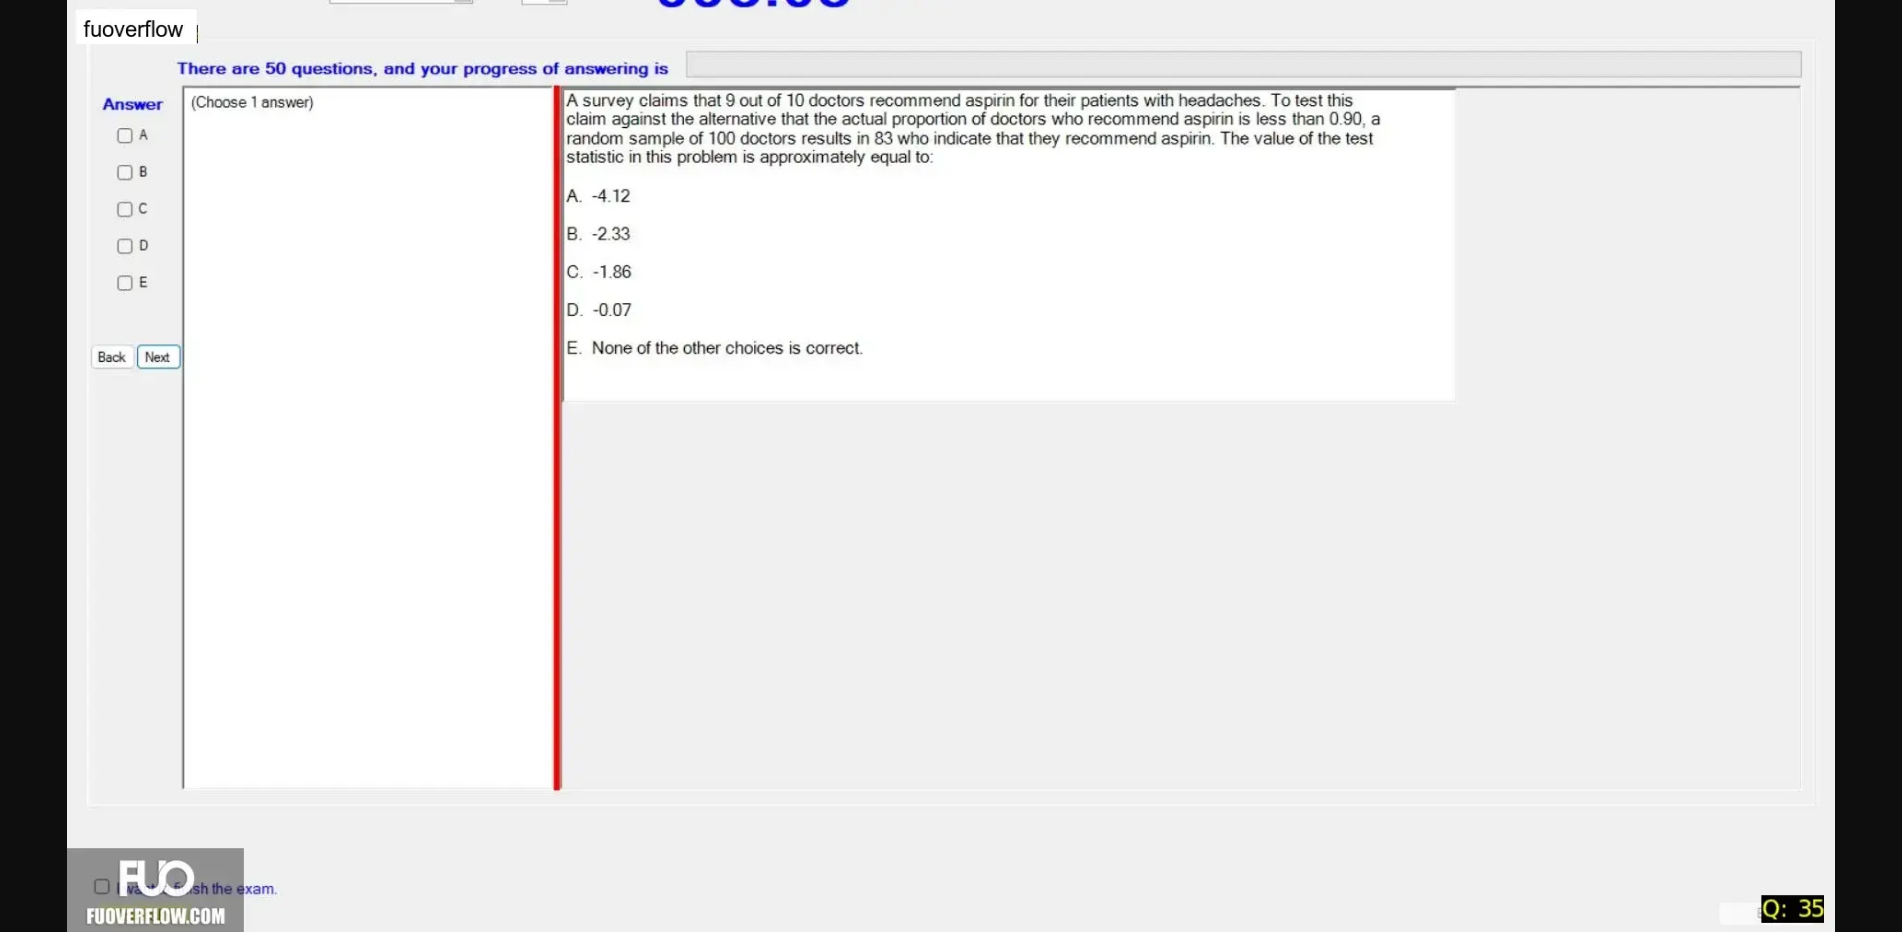 fuoverflow
There are 50 questions, and your progress of answering is
Answer
(Choose 1 answer)
A
B
C
D
E
Back Next
A survey claims that 9 out of 10 doctors recommend aspirin for their patients with headaches. To test this
claim against the alternative that the actual proportion of doctors who recommend aspirin is less than 0.90, a
random sample of 100 doctors results in 83 who indicate that they recommend aspirin. The value of the test
statistic in this problem is approximately equal to:
A. -4.12
B. -2.33
C. -1.86
D. -0.07
E. None of the other choices is correct.
FUO
the exam.
FUOVERFLOW.COM
Q: 35